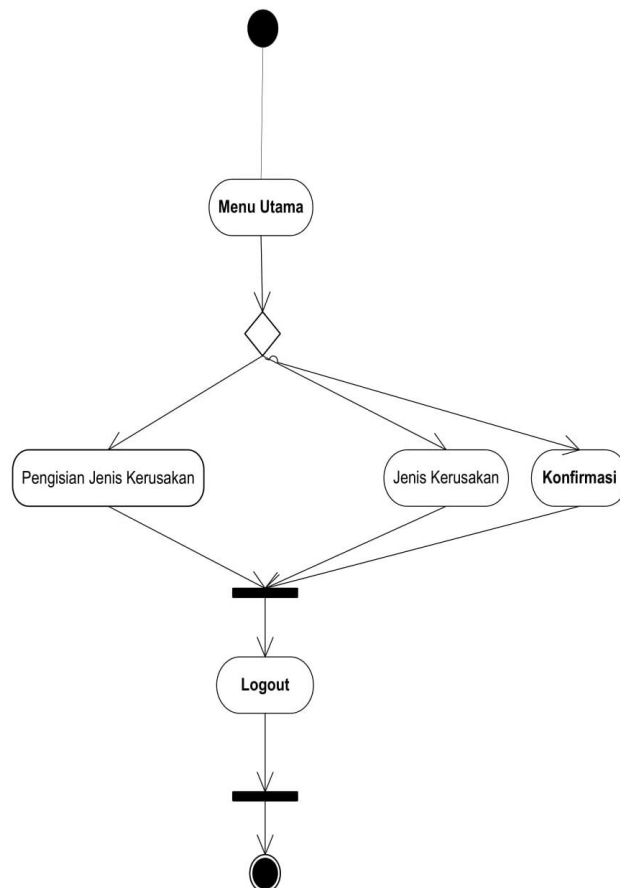 Menu Utama
Pengisian Jenis Kerusakan
Jenis Kerusakan
Konfirmasi
Logout